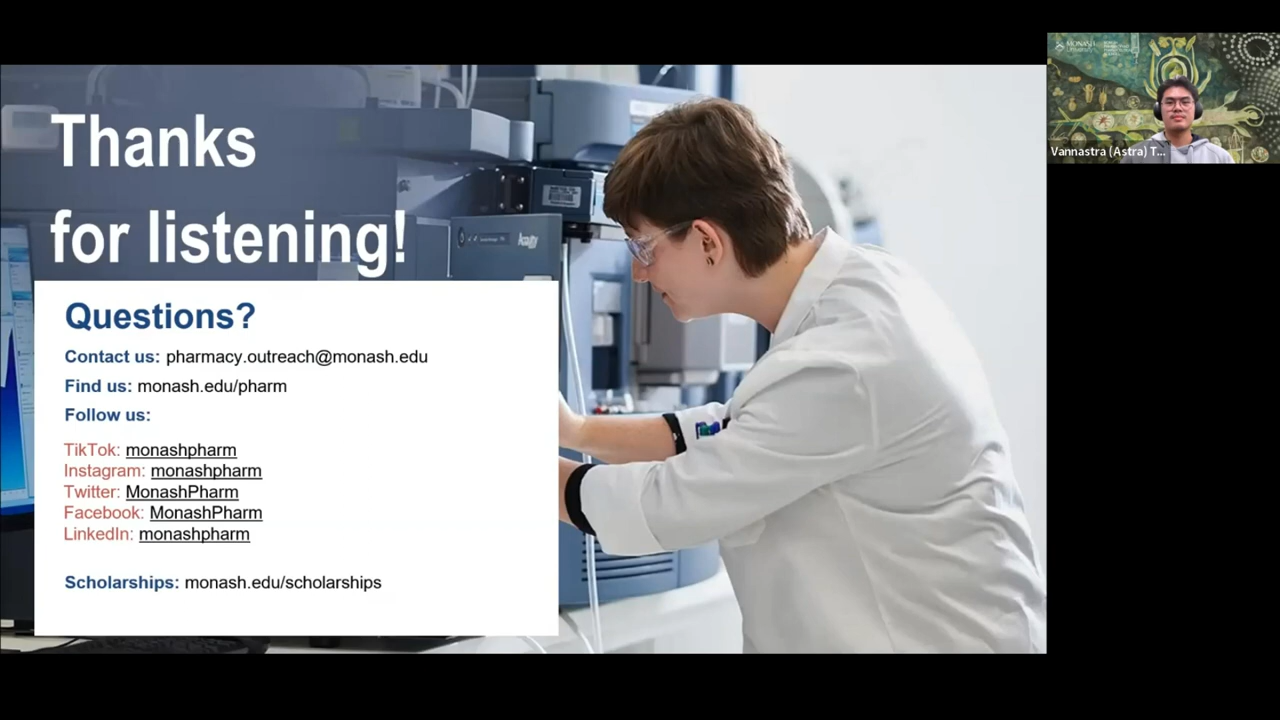 Thanks
for listening!
Questions?
Contact us: pharmacy.outreach@monash.edu
Find us: monash.edu/pharm
Follow us:
TikTok: monashpharm
Instagram: monashpharm
Twitter: MonashPharm
Facebook: MonashPharm
LinkedIn: monashpharm
Scholarships: monash.edu/scholarships
MONASH
Vannastra (Astra) T...